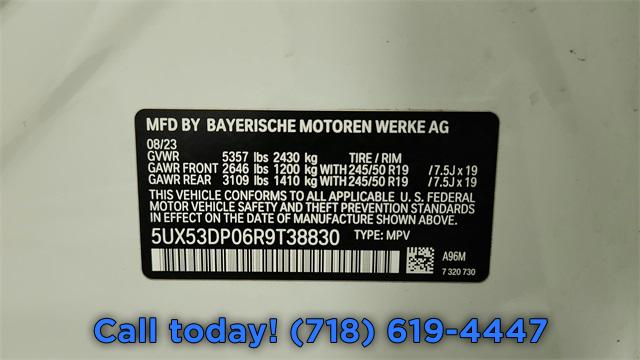 MFD BY BAYERISCHE MOTOREN WERKE AG
08/23
GVWR 5357 lbs 2430 kg TIRE / RIM
GAWR FRONT 2646 lbs 1200 kg WITH 245/50 R19 / 7.5J x 19
GAWR REAR 3109 lbs 1410 kg WITH 245/50 R19 / 7.5J x 19
THIS VEHICLE CONFORMS TO ALL APPLICABLE U. S. FEDERAL
MOTOR VEHICLE SAFETY AND THEFT PREVENTION STANDARDS
IN EFFECT ON THE DATE OF MANUFACTURE SHOWN ABOVE.
5UX53DP06R9T38830 TYPE: MPV
A96M
7 320 730
Call today! (718) 619-4447